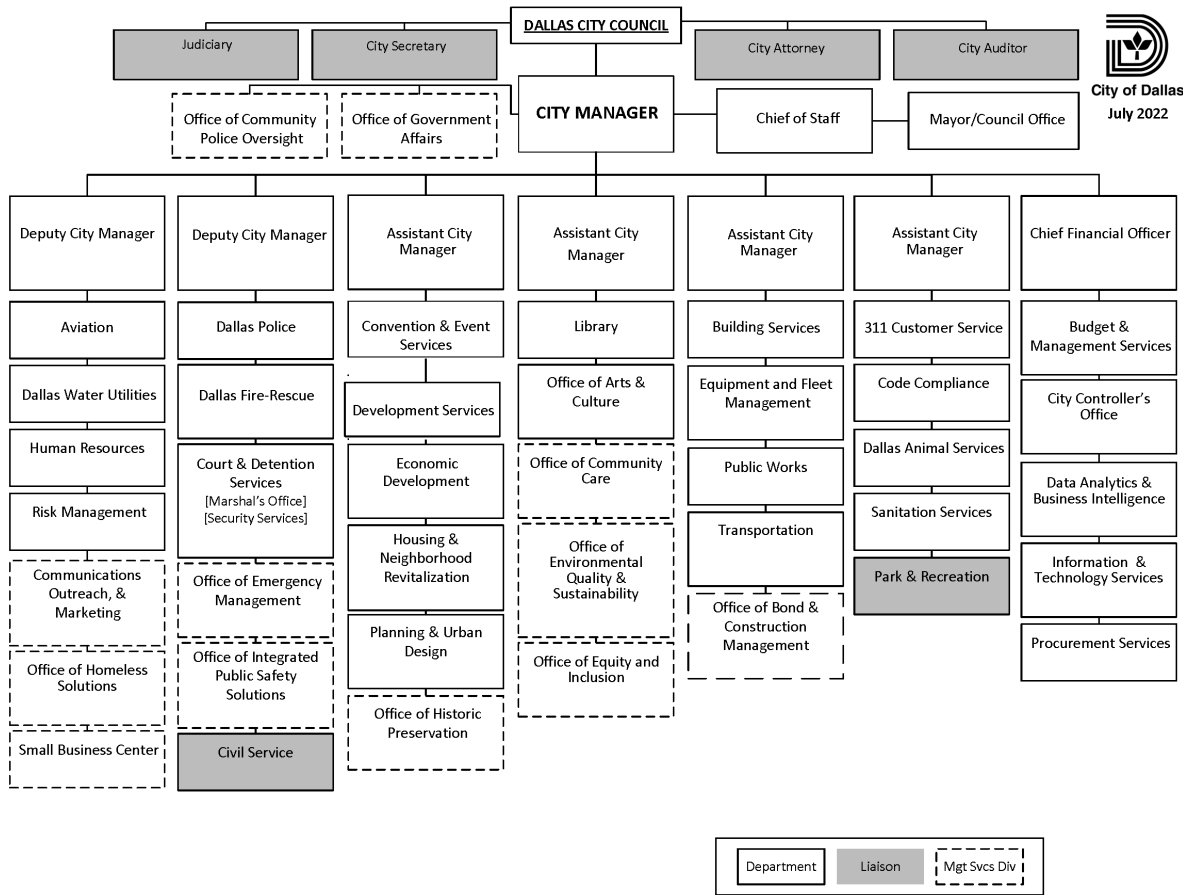 DALLAS CITY COUNCIL
Judiciary
City Secretary
City Attorney
City Auditor
City of Dallas
July 2022
Office of Community
Police Oversight
Office of Government
Affairs
CITY MANAGER
Chief of Staff
Mayor/Council Office
Deputy City Manager
Deputy City Manager
Assistant City
Manager
Assistant City
Manager
Assistant City
Manager
Assistant City
Manager
Chief Financial Officer
Aviation
Dallas Water Utilities
Human Resources
Risk Management
Communications
Outreach, &
Marketing
Office of Homeless
Solutions
Small Business Center
Dallas Police
Dallas Fire-Rescue
Court & Detention
Services
[Marshal's Office]
[Security Services]
Office of Emergency
Management
Office of Integrated
Public Safety
Solutions
Civil Service
Convention & Event
Services
Development Services
Economic
Development
Housing &
Neighborhood
Revitalization
Planning & Urban
Design
Office of Historic
Preservation
Library
Office of Arts &
Culture
Office of Community
Care
Office of
Environmental
Quality &
Sustainability
Office of Equity and
Inclusion
Building Services
Equipment and Fleet
Management
Public Works
Transportation
Office of Bond &
Construction
Management
311 Customer Service
Code Compliance
Dallas Animal Services
Sanitation Services
Park & Recreation
Budget &
Management Services
City Controller's
Office
Data Analytics &
Business Intelligence
Information &
Technology Services
Procurement Services
Department
Liaison
Mgt Svcs Div